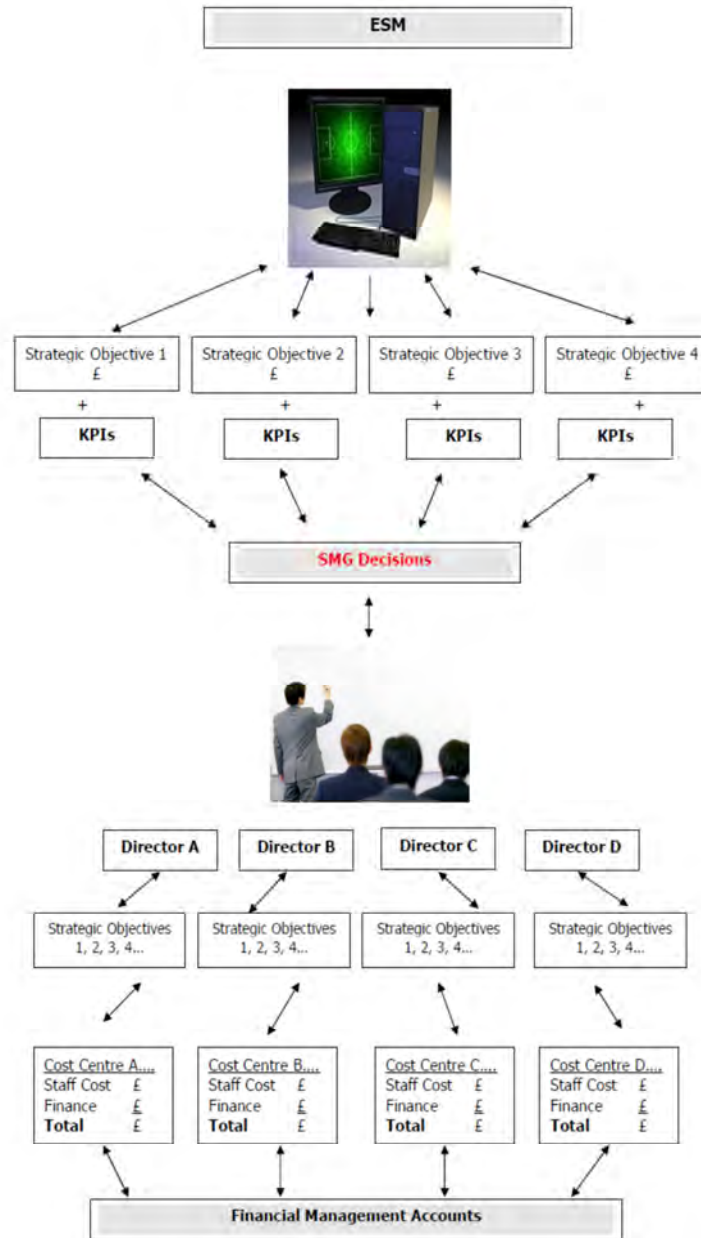 ESM
Strategic Objective 1
£
Strategic Objective 2
£
Strategic Objective 3
£
Strategic Objective 4
£
+
+
+
+
KPIs
KPIs
KPIs
KPIs
SMG Decisions
Director A
Director B
Director C
Director D
Strategic Objectives
1, 2, 3, 4...
Strategic Objectives
1, 2, 3, 4...
Strategic Objectives
1, 2, 3, 4...
Strategic Objectives
1, 2, 3, 4...
Cost Centre A....
Staff Cost £
Finance £
Total £
Cost Centre B....
Staff Cost £
Finance £
Total £
Cost Centre C....
Staff Cost £
Finance £
Total £
Cost Centre D....
Staff Cost £
Finance £
Total £
Financial Management Accounts